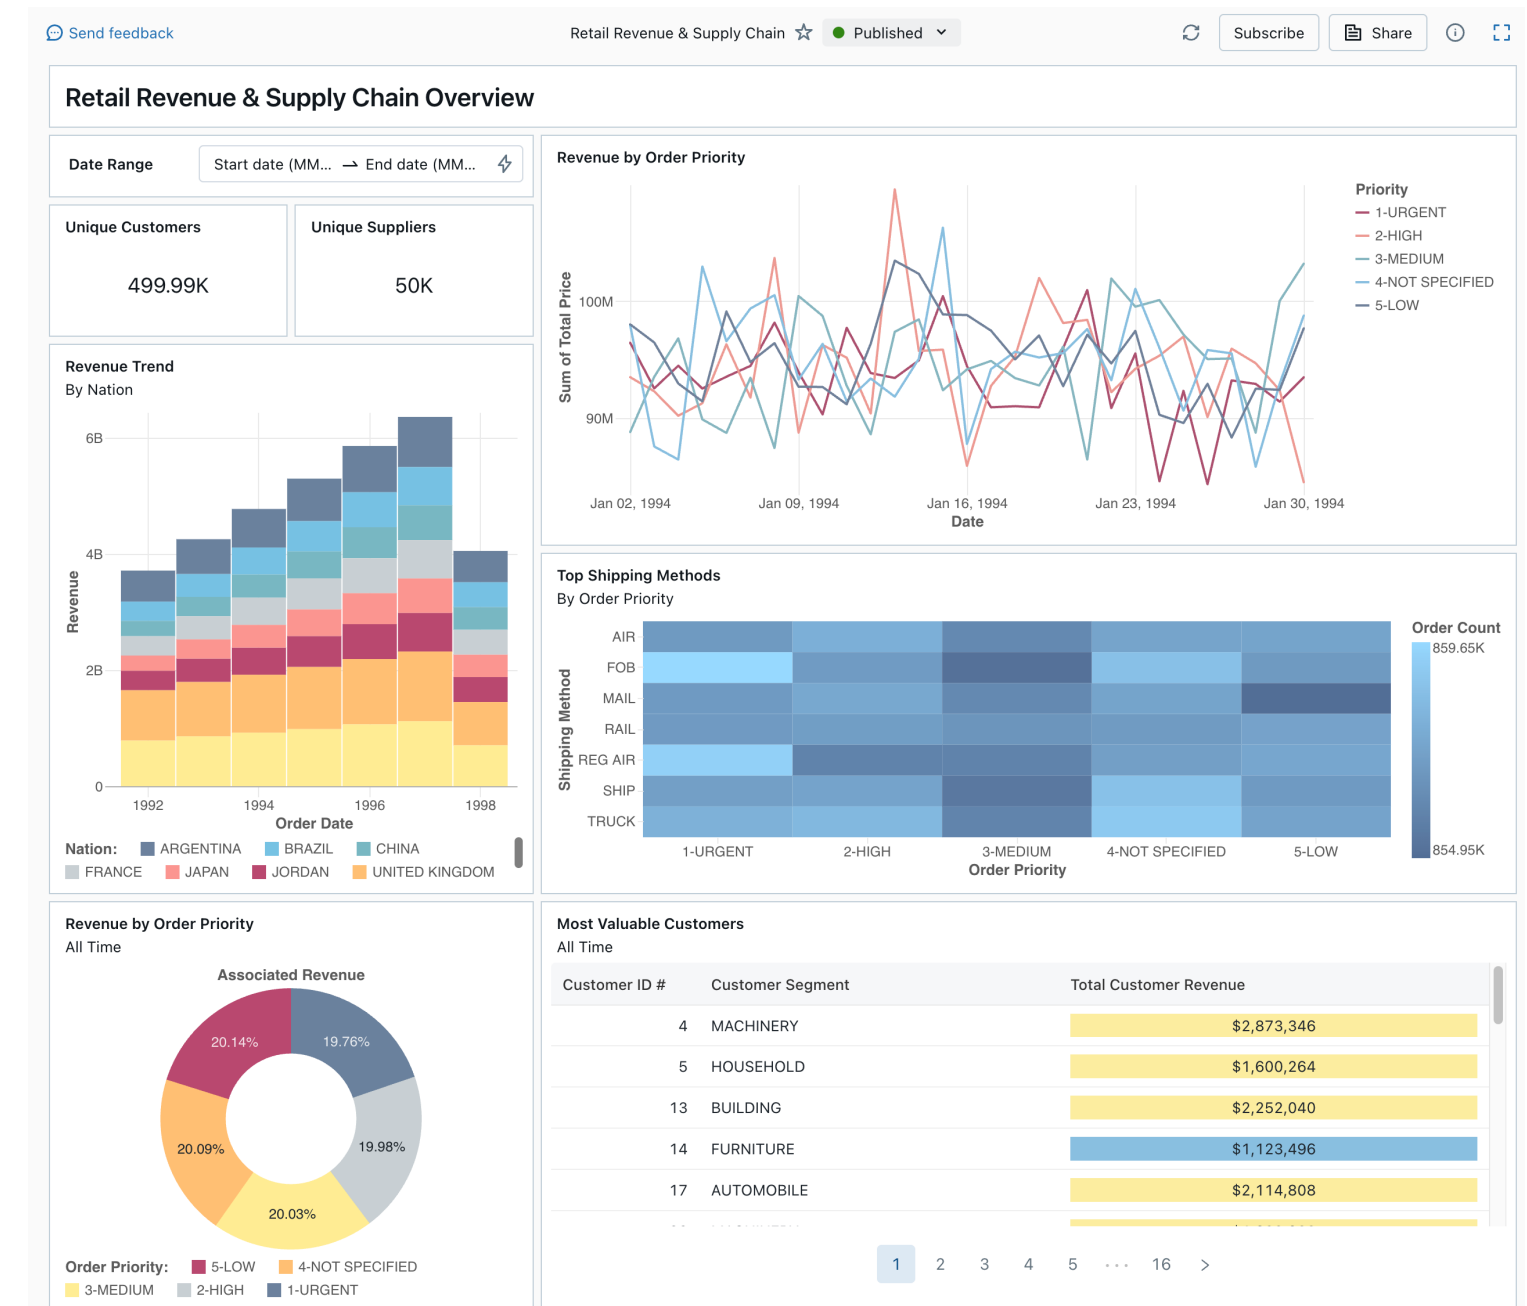 Send feedback
Retail Revenue & Supply Chain
Published
Subscribe
Share
Retail Revenue & Supply Chain Overview
Date Range
Start date (MM... → End date (MM...
Unique Customers
499.99K
Unique Suppliers
50K
Revenue Trend
By Nation
6B
4B
2B
0
Revenue
1992 1994 1996 1998
Order Date
Nation: ARGENTINA BRAZIL CHINA
FRANCE JAPAN JORDAN UNITED KINGDOM
Revenue by Order Priority
Sum of Total Price
100M
90M
Jan 02, 1994 Jan 09, 1994 Jan 16, 1994 Jan 23, 1994 Jan 30, 1994
Date
Priority
1-URGENT
2-HIGH
3-MEDIUM
4-NOT SPECIFIED
5-LOW
Top Shipping Methods
By Order Priority
Shipping Method
AIR
FOB
MAIL
RAIL
REG AIR
SHIP
TRUCK
1-URGENT 2-HIGH 3-MEDIUM 4-NOT SPECIFIED 5-LOW
Order Priority
Order Count
859.65K
854.95K
Revenue by Order Priority
All Time
Associated Revenue
20.14% 19.76%
20.09% 19.98%
20.03%
Order Priority: 5-LOW 4-NOT SPECIFIED
3-MEDIUM 2-HIGH 1-URGENT
Most Valuable Customers
All Time
Customer ID # Customer Segment Total Customer Revenue
4 MACHINERY $2,873,346
5 HOUSEHOLD $1,600,264
13 BUILDING $2,252,040
14 FURNITURE $1,123,496
17 AUTOMOBILE $2,114,808
1 2 3 4 5 ... 16 >